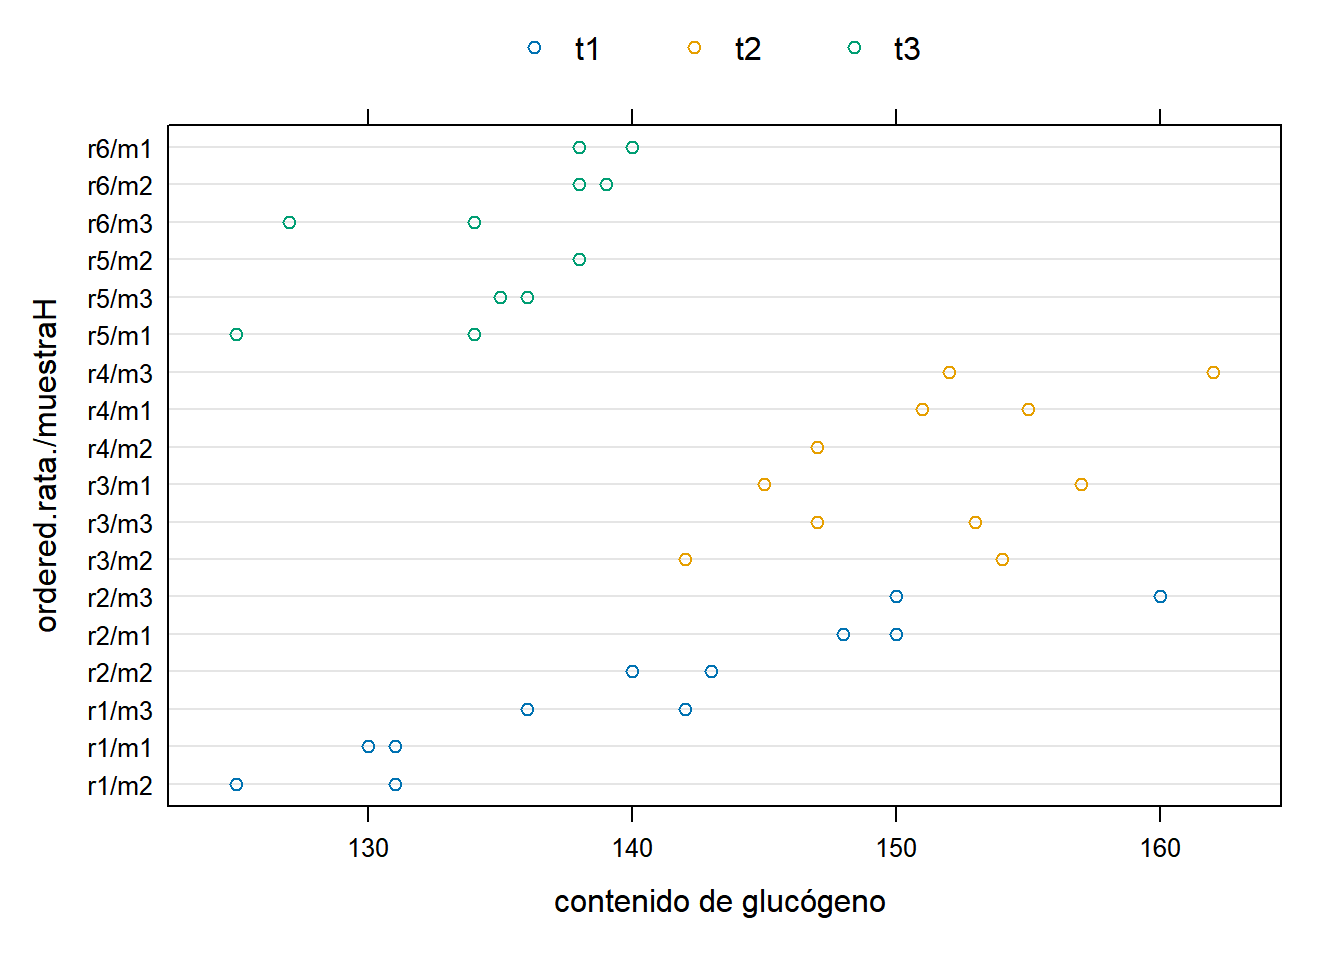 t1 t2 t3
r6/m1
r6/m2
r6/m3
r5/m2
r5/m3
r5/m1
r4/m3
r4/m1
r4/m2
r3/m1
r3/m3
r3/m2
r2/m3
r2/m1
r2/m2
r1/m3
r1/m1
r1/m2
ordered.rata./muestraH
130 140 150 160
contenido de glucógeno